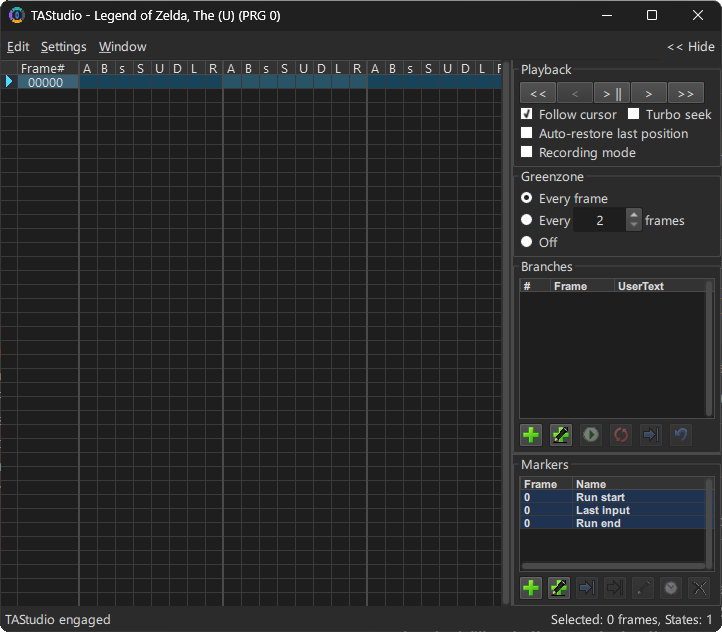 TAStudio - Legend of Zelda, The (U) (PRG 0)
Edit Settings Window << Hide
Frame# A B s S U D L R A B s S U D L R A B s S U D L
00000
Playback
<< < > || > >>
Follow cursor Turbo seek
Auto-restore last position
Recording mode
Greenzone
Every frame
Every 2 frames
Off
Branches
# Frame UserText
Markers
Frame Name
0 Run start
0 Last input
0 Run end
TAStudio engaged Selected: 0 frames, States: 1